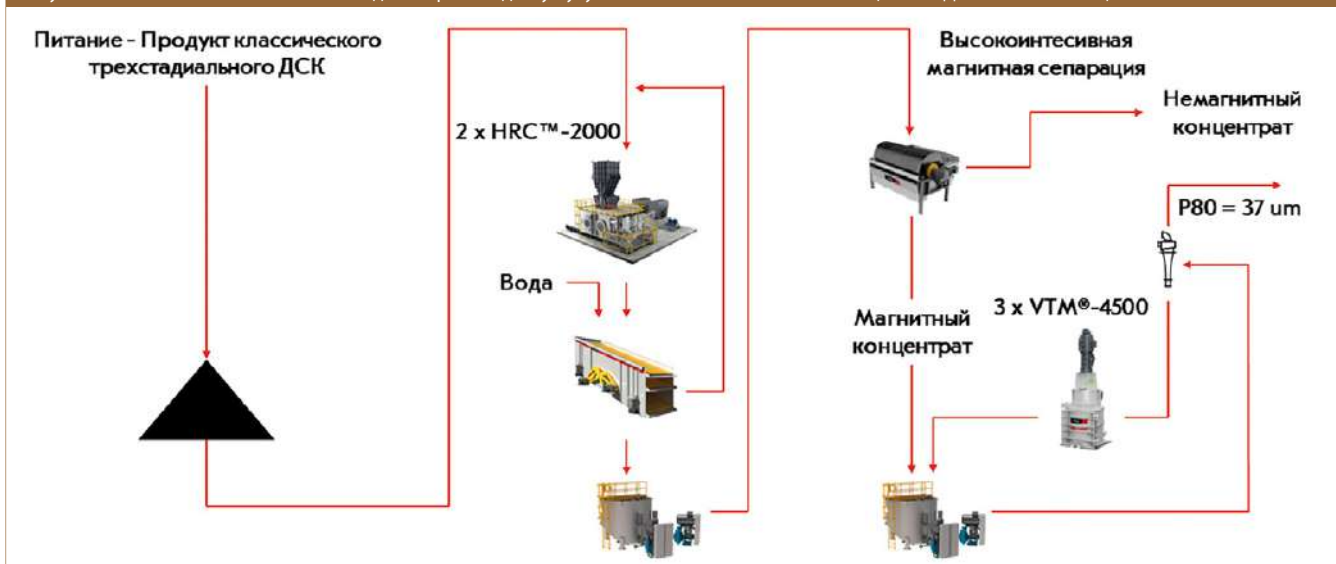 Питание - Продукт классического
трехстадиального ДСК
2 x HRC™-2000
Вода
Высокоинтесивная
магнитная сепарация
Немагнитный
концентрат
P80 = 37 um
Магнитный
концентрат
3 x VTM®-4500